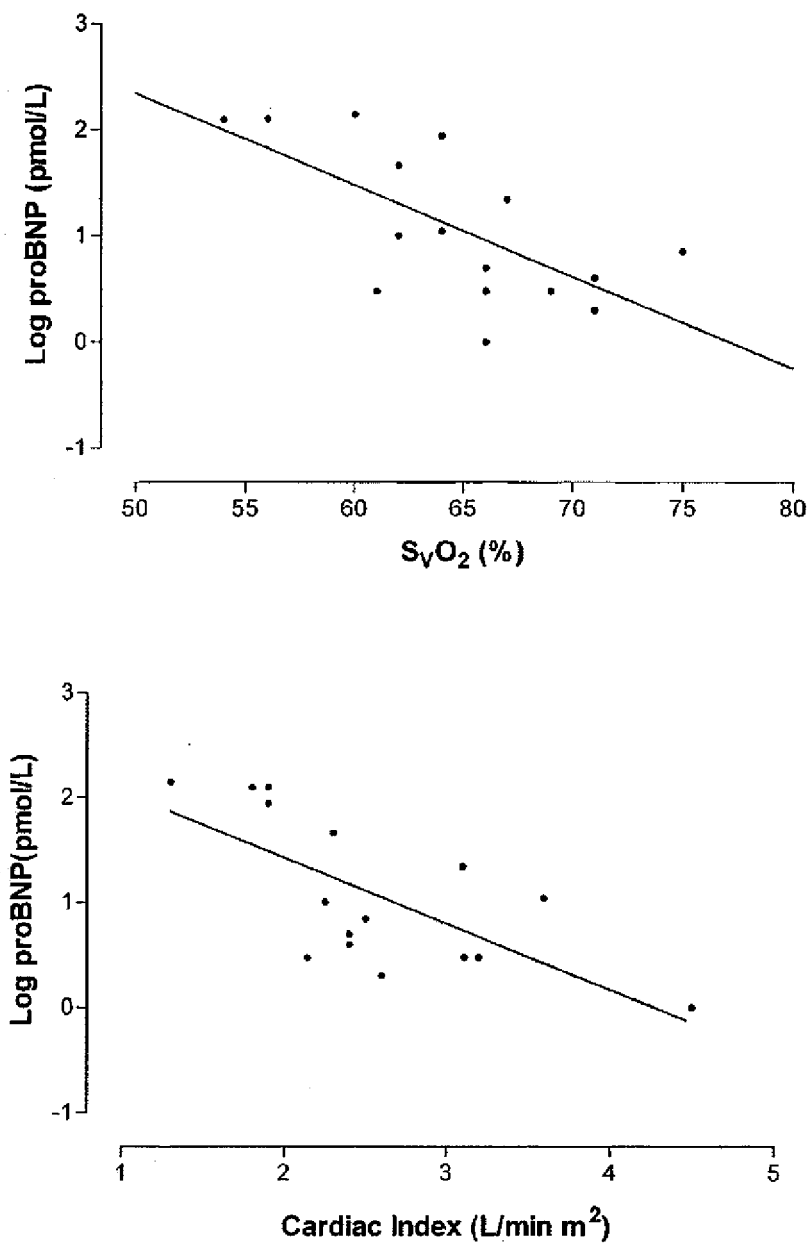 Log proBNP (pmol/L)
3
2
1
0
-1
50 55 60 65 70 75 80
SVO2 (%)
Log proBNP(pmol/L)
3
2
1
0
-1
1 2 3 4 5
Cardiac Index (L/min m²)